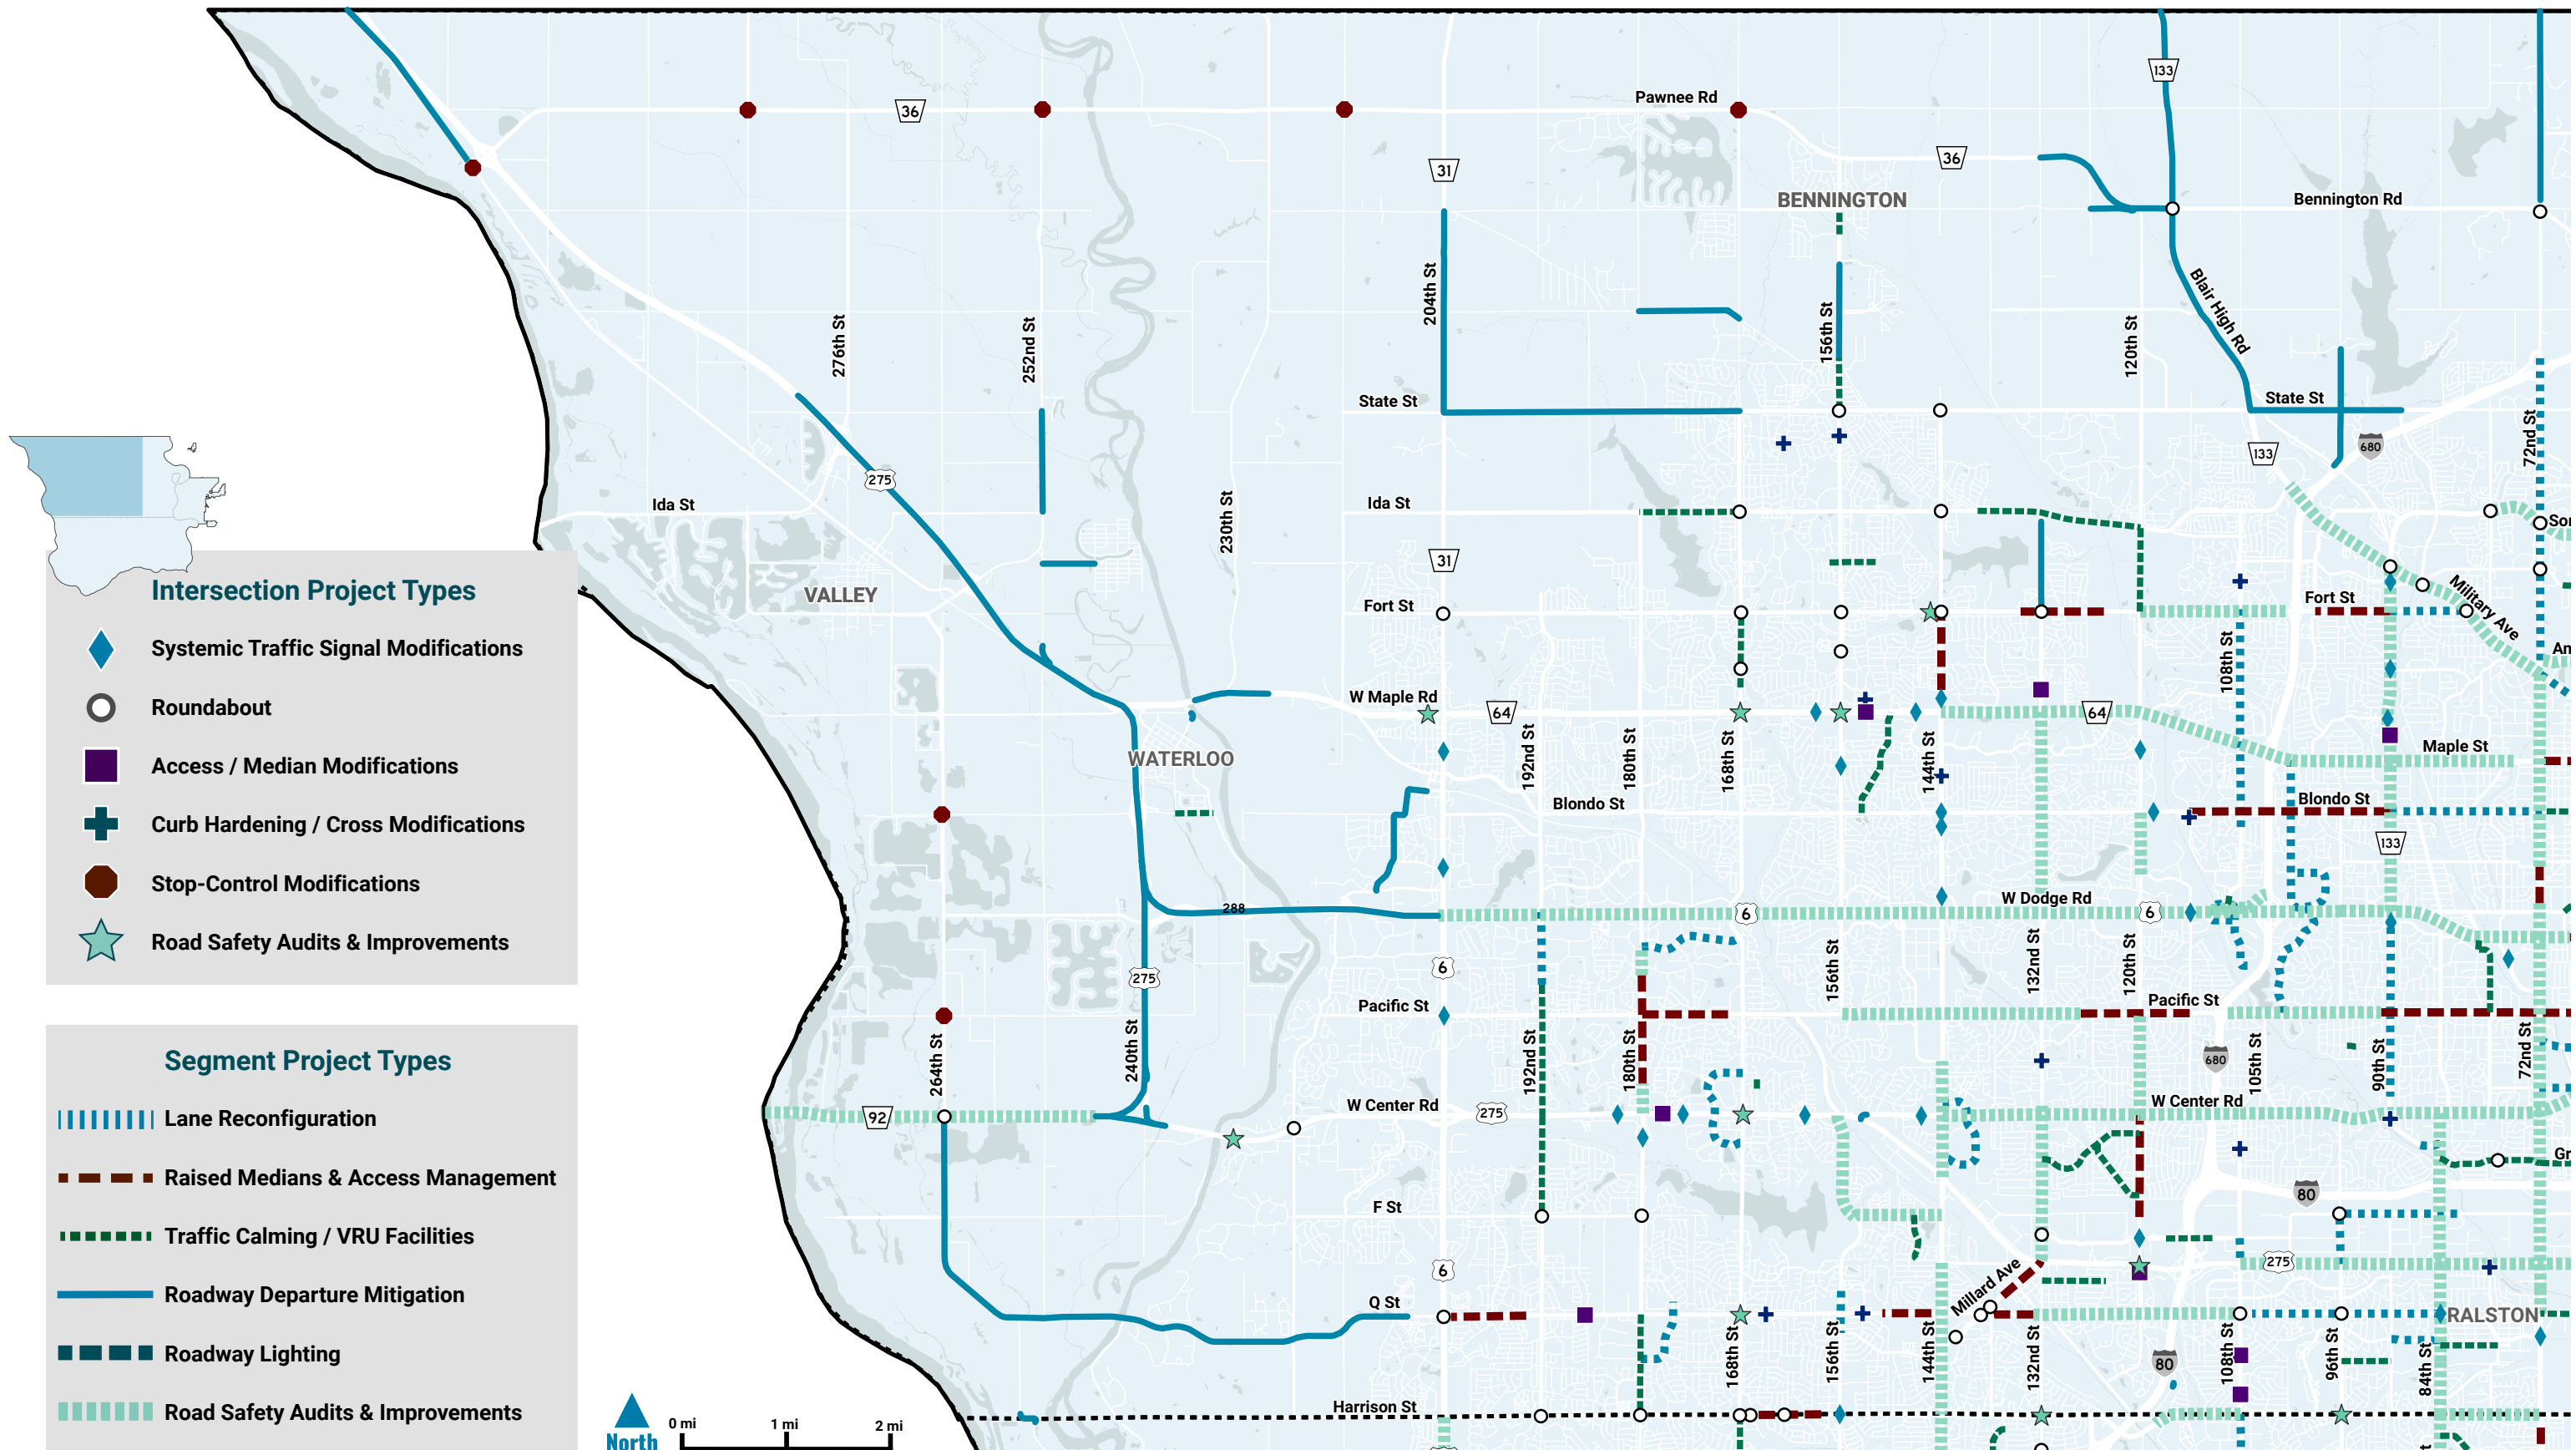 133
Pawnee Rd
36
31
36
BENNINGTON
Bennington Rd
204th St
Blair High Rd
276th St
252nd St
156th St
120th St
State St
State St
133
680
72nd St
275
Ida St
230th St
Ida St
31
VALLEY
Fort St
Fort St
Military Ave
108th St
W Maple Rd
64
64
WATERLOO
192nd St
180th St
168th St
144th St
Maple St
Blondo St
Blondo St
133
288
W Dodge Rd
6
6
6
275
156th St
132nd St
120th St
Pacific St
Pacific St
264th St
240th St
192nd St
180th St
680
105th St
90th St
72nd St
92
W Center Rd
275
W Center Rd
80
F St
6
275
Q St
Millard Ave
RALSTON
168th St
156th St
144th St
132nd St
80
108th St
96th St
84th St
Harrison St
Intersection Project Types
Systemic Traffic Signal Modifications
Roundabout
Access / Median Modifications
Curb Hardening / Cross Modifications
Stop-Control Modifications
Road Safety Audits & Improvements
Segment Project Types
Lane Reconfiguration
Raised Medians & Access Management
Traffic Calming / VRU Facilities
Roadway Departure Mitigation
Roadway Lighting
Road Safety Audits & Improvements
North
0 mi 1 mi 2 mi